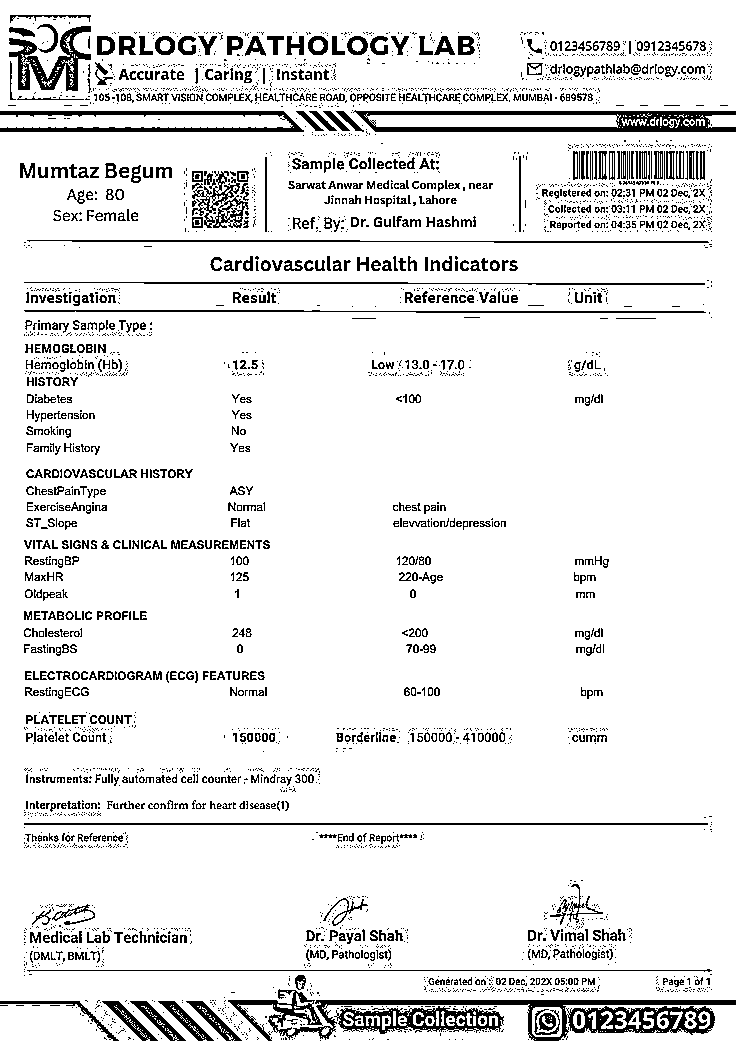 DRLOGY PATHOLOGY LAB
Accurate | Caring | Instant
0123456789 | 0912345678
drlogypathlab@drlogy.com
105 -108, SMART VISION COMPLEX, HEALTHCARE ROAD, OPPOSITE HEALTHCARE COMPLEX, MUMBAI - 689578
www.drlogy.com
Mumtaz Begum
Age: 80
Sex: Female
Sample Collected At:
Sarwat Anwar Medical Complex, near
Jinnah Hospital, Lahore
Ref. By: Dr. Gulfam Hashmi
Registered on: 02:31 PM 02 Dec, 2X
Collected on: 03:11 PM 02 Dec, 2X
Reported on: 04:35 PM 02 Dec, 2X
Cardiovascular Health Indicators
Investigation Result Reference Value Unit
Primary Sample Type :
HEMOGLOBIN
Hemoglobin (Hb) 12.5 Low 13.0 - 17.0 g/dL
HISTORY
Diabetes Yes <100 mg/dl
Hypertension Yes
Smoking No
Family History Yes
CARDIOVASCULAR HISTORY
ChestPainType ASY
ExerciseAngina Normal chest pain
ST_Slope Flat elevvation/depression
VITAL SIGNS & CLINICAL MEASUREMENTS
RestingBP 100 120/80 mmHg
MaxHR 125 220-Age bpm
Oldpeak 1 0 mm
METABOLIC PROFILE
Cholesterol 248 <200 mg/dl
FastingBS 0 70-99 mg/dl
ELECTROCARDIOGRAM (ECG) FEATURES
RestingECG Normal 60-100 bpm
PLATELET COUNT
Platelet Count 150000 Borderline 150000 - 410000 cumm
Instruments: Fully automated cell counter - Mindray 300
Interpretation: Further confirm for heart disease(1)
Thanks for Reference ****End of Report****
Medical Lab Technician
(DMLT, BMLT)
Dr. Payal Shah
(MD, Pathologist)
Dr. Vimal Shah
(MD, Pathologist)
Generated on : 02 Dec, 202X 05:00 PM Page 1 of 1
Sample Collection 0123456789